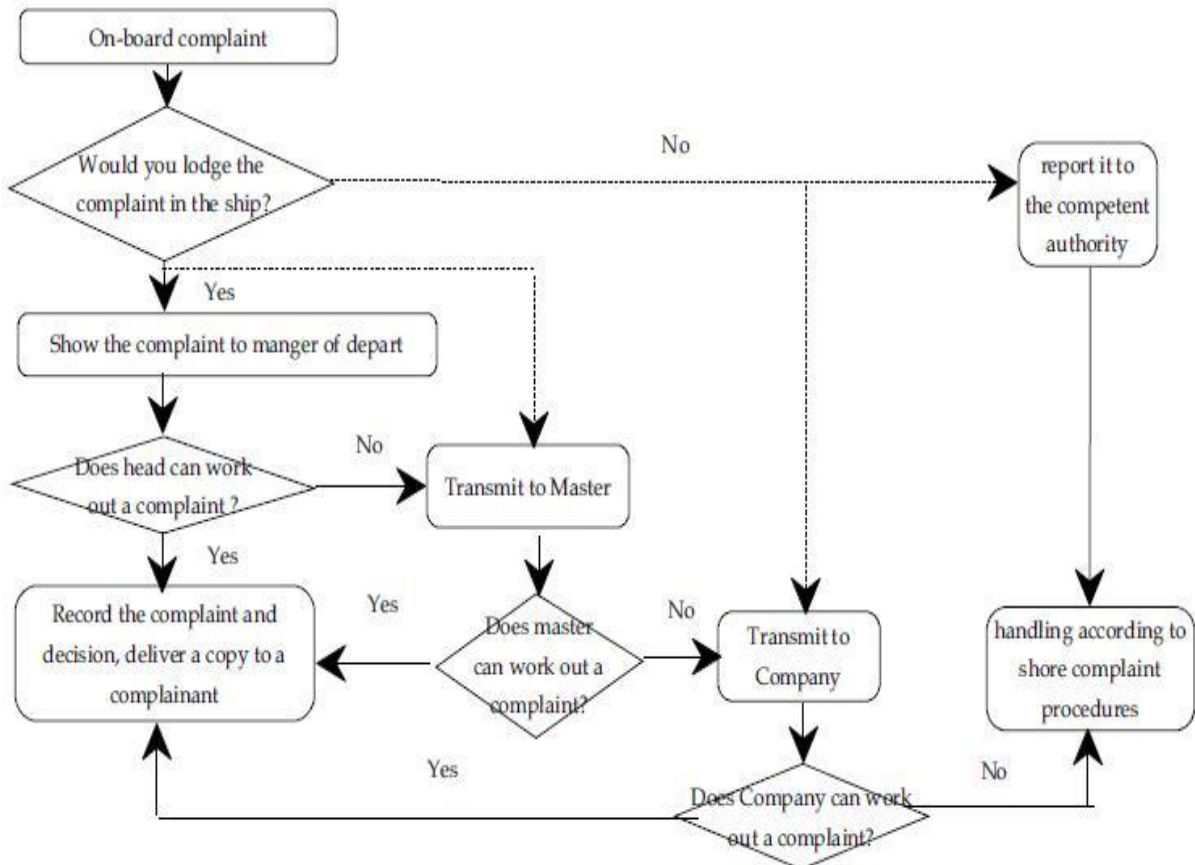 On-board complaint
Would you lodge the
complaint in the ship?
No
report it to
the competent
authority
Yes
Show the complaint to manger of depart
Does head can work
out a complaint ?
No
Transmit to Master
Yes
Record the complaint and
decision, deliver a copy to a
complainant
Yes
Does master
can work out a
complaint?
No
Transmit to
Company
handling according to
shore complaint
procedures
Yes
Does Company can work
out a complaint?
No